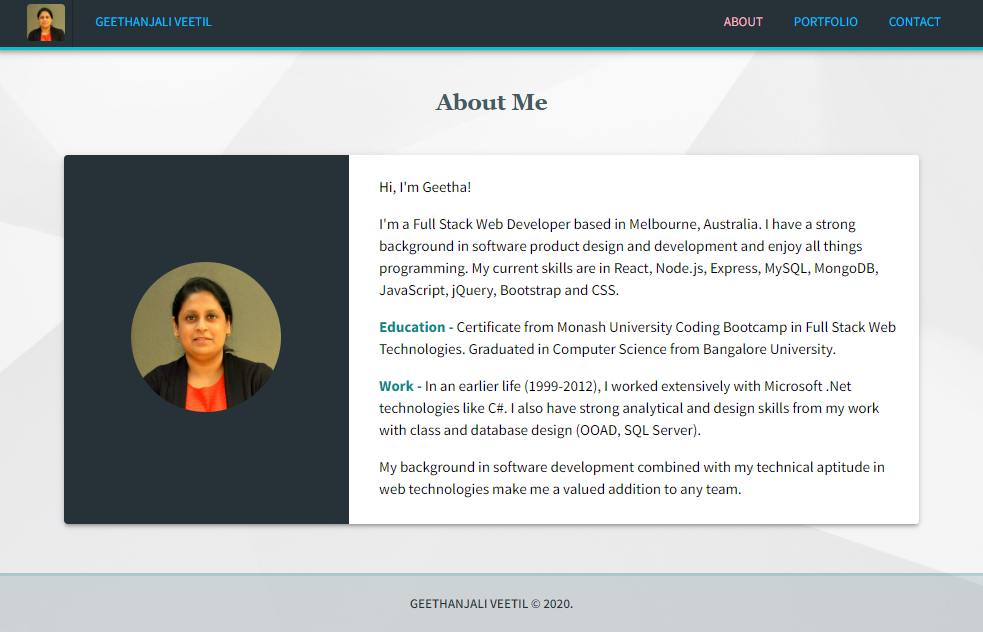 GEETHANJALI VEETIL
ABOUT
PORTFOLIO
CONTACT
About Me
Hi, I'm Geetha!
I'm a Full Stack Web Developer based in Melbourne, Australia. I have a strong
background in software product design and development and enjoy all things
programming. My current skills are in React, Node.js, Express, MySQL, MongoDB,
JavaScript, jQuery, Bootstrap and CSS.
Education - Certificate from Monash University Coding Bootcamp in Full Stack Web
Technologies. Graduated in Computer Science from Bangalore University.
Work - In an earlier life (1999-2012), I worked extensively with Microsoft .Net
technologies like C#. I also have strong analytical and design skills from my work
with class and database design (OOAD, SQL Server).
My background in software development combined with my technical aptitude in
web technologies make me a valued addition to any team.
GEETHANJALI VEETIL © 2020.